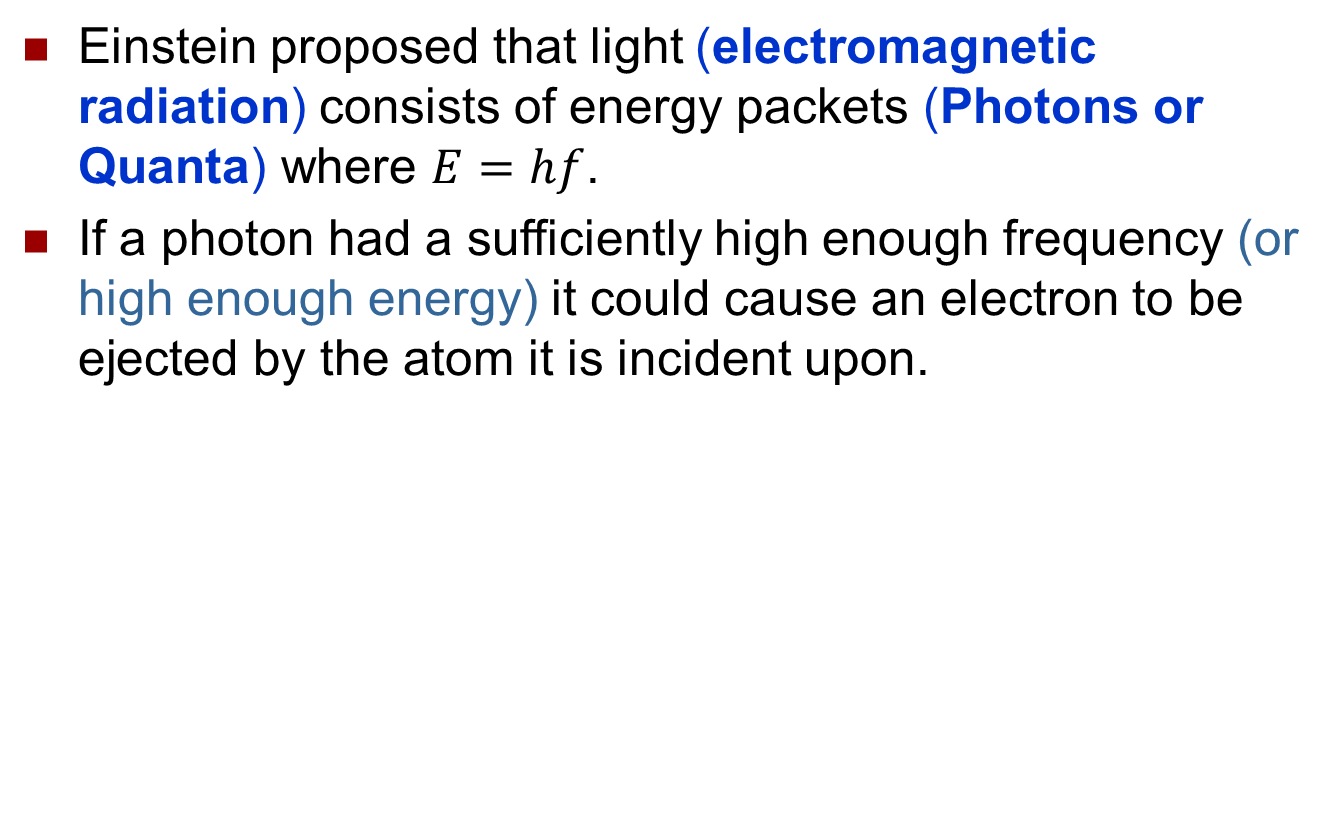 Einstein proposed that light (electromagnetic
radiation) consists of energy packets (Photons or
Quanta) where E = hf.
If a photon had a sufficiently high enough frequency (or
high enough energy) it could cause an electron to be
ejected by the atom it is incident upon.